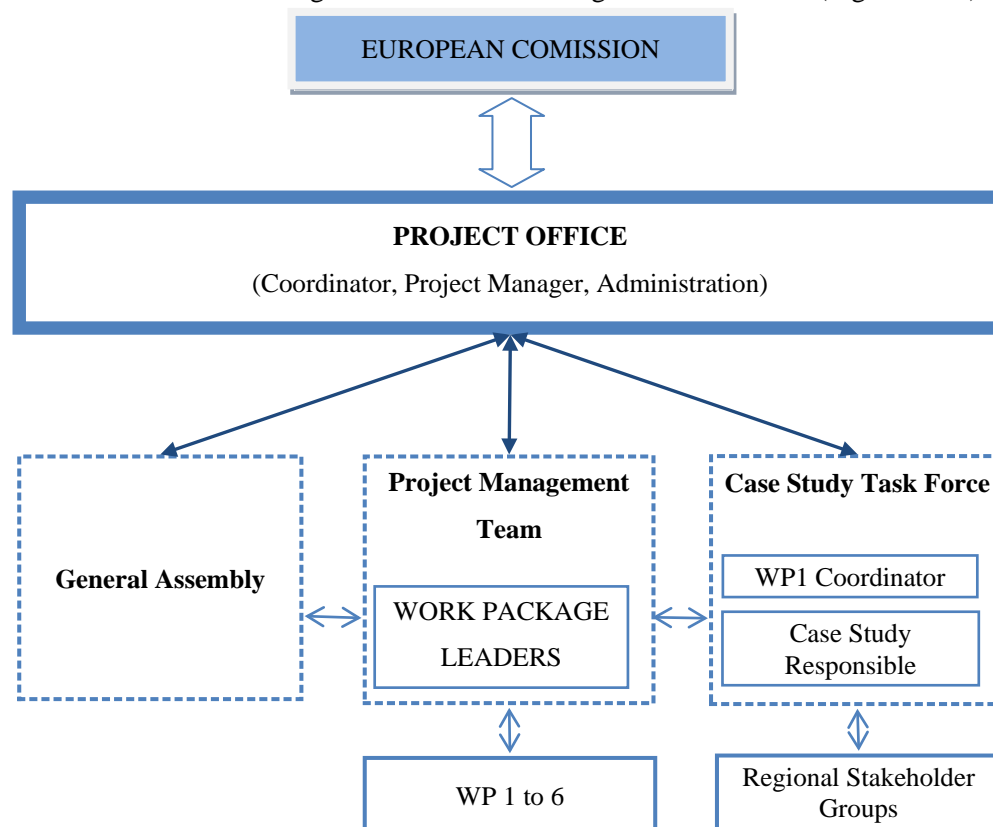 EUROPEAN COMISSION
PROJECT OFFICE
(Coordinator, Project Manager, Administration)
General Assembly
Project Management
Team
WORK PACKAGE
LEADERS
Case Study Task Force
WP1 Coordinator
Case Study
Responsible
WP 1 to 6
Regional Stakeholder
Groups